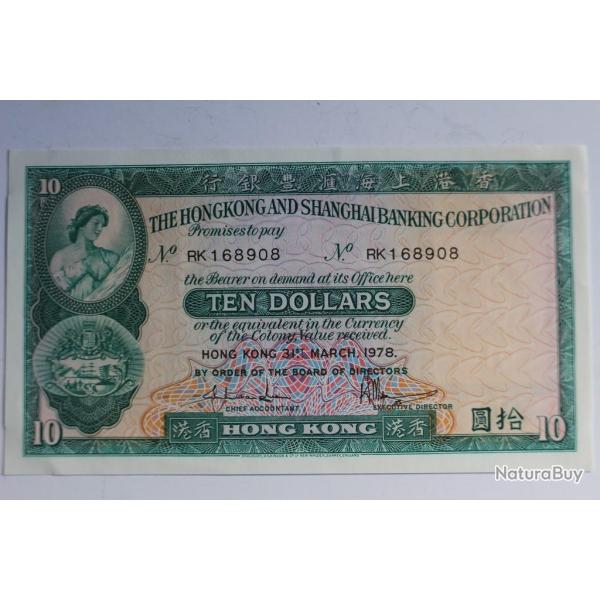 10
香港上海滙豐銀行
THE HONGKONG AND SHANGHAI BANKING CORPORATION
Promises to pay
No RK168908 No RK168908
the Bearer on demand at its Office here
TEN DOLLARS
or the equivalent in the Currency
of the Colony, Value received.
HONG KONG 31ST MARCH, 1978.
BY ORDER OF THE BOARD OF DIRECTORS
CHIEF ACCOUNTANT EXECUTIVE DIRECTOR
10 港香 HONG KONG 港香 圓拾 10
NaturaBuy